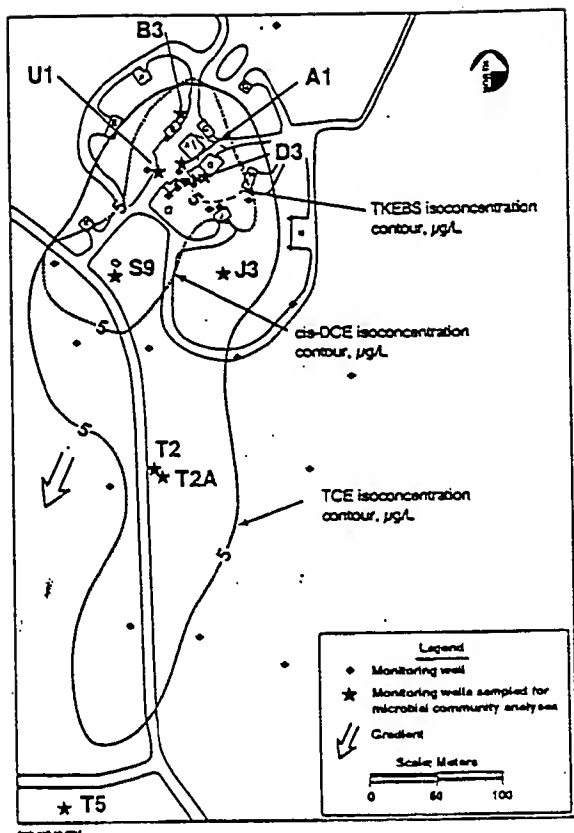 B3
U1
A1
D3
TKEBS isoconcentration
contour, µg/L
5
5
S9
J3
cis-DCE isoconcentration
contour, µg/L
5
5
T2
T2A
TCE isoconcentration
contour, µg/L
5
Legend
Monitoring well
Monitoring wells sampled for
microbial community analyses
Gradient
Scale: Meters
0
100
T5